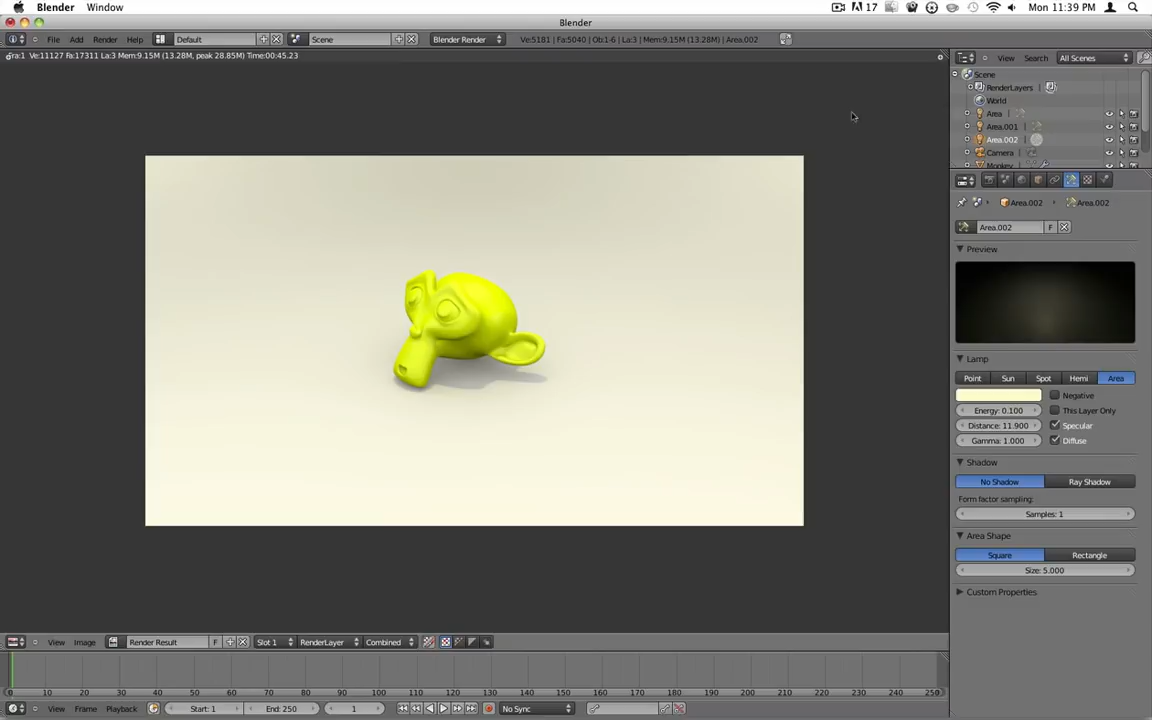 Blender Window 17 Mon 11:39 PM
Blender
File Add Render Help Default Scene Blender Render Ve:5181 | Fa:5040 | Ob:1-6 | La:3 | Mem:9.15M (13.28M) | Area.002
Fra:1 Ve:11127 Fa:17311 La:3 Mem:9.15M (13.28M, peak 28.85M) Time:00:45.23
View Search All Scenes
Scene
RenderLayers
World
Area
Area.001
Area.002
Camera
Monkey
Area.002 Area.002
Area.002 F
Preview
Lamp
Point Sun Spot Hemi Area
Negative
Energy: 0.100 This Layer Only
Distance: 11.900 Specular
Gamma: 1.000 Diffuse
Shadow
No Shadow Ray Shadow
Form factor sampling:
Samples: 1
Area Shape
Square Rectangle
Size: 5.000
Custom Properties
View Image Render Result F Slot 1 RenderLayer Combined
0 10 20 30 40 50 60 70 80 90 100 110 120 130 140 150 160 170 180 190 200 210 220 230 240 250
View Frame Playback Start: 1 End: 250 1 No Sync